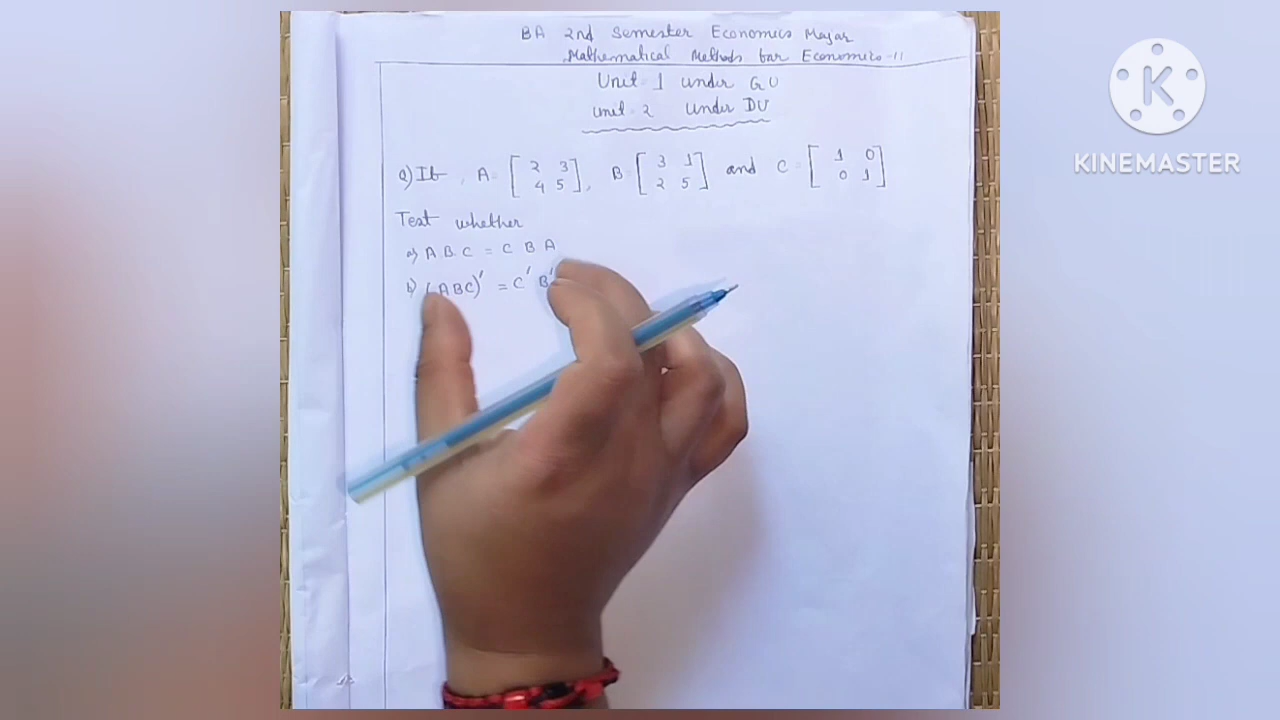 BA 2nd Semester Economics Major
Mathematical Methods for Economics-II
Unit = 1 under GU
Unit = 2 under DU
a) If, A = [ 2 3
4 5 ], B = [ 3 1
2 5 ] and C = [ 1 0
0 1 ]
Test whether
a) A B C = C B A
b) (ABC)' = C' B'
K
KINEMASTER